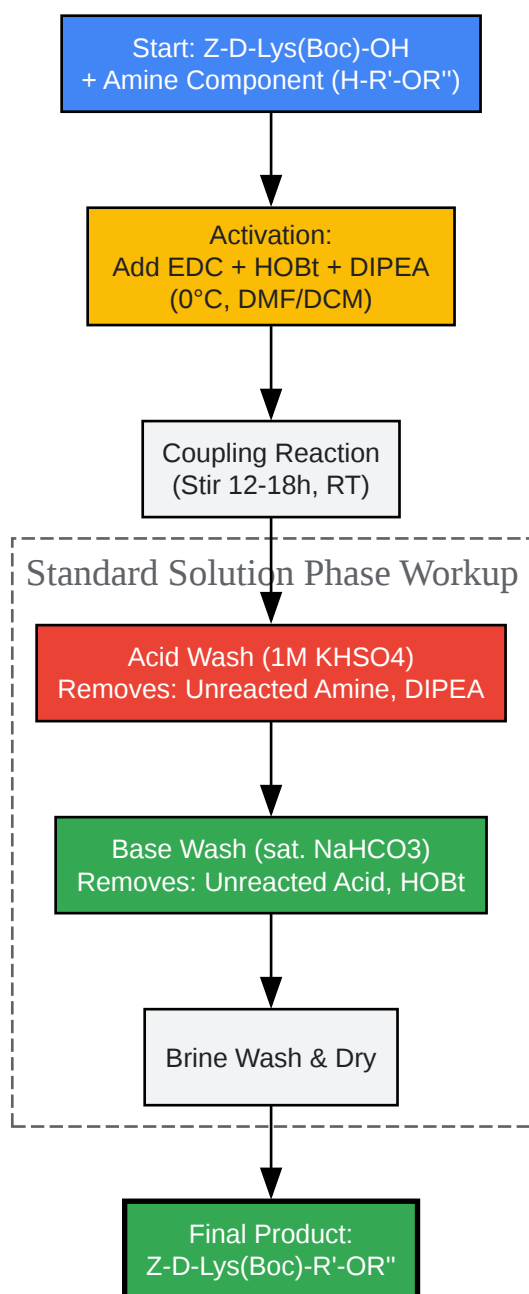 Start: Z-D-Lys(Boc)-OH
+ Amine Component (H-R'-OR'')
Activation:
Add EDC + HOBt + DIPEA
(0°C, DMF/DCM)
Coupling Reaction
(Stir 12-18h, RT)
Standard Solution Phase Workup
Acid Wash (1M KHSO4)
Removes: Unreacted Amine, DIPEA
Base Wash (sat. NaHCO3)
Removes: Unreacted Acid, HOBt
Brine Wash & Dry
Final Product:
Z-D-Lys(Boc)-R'-OR"